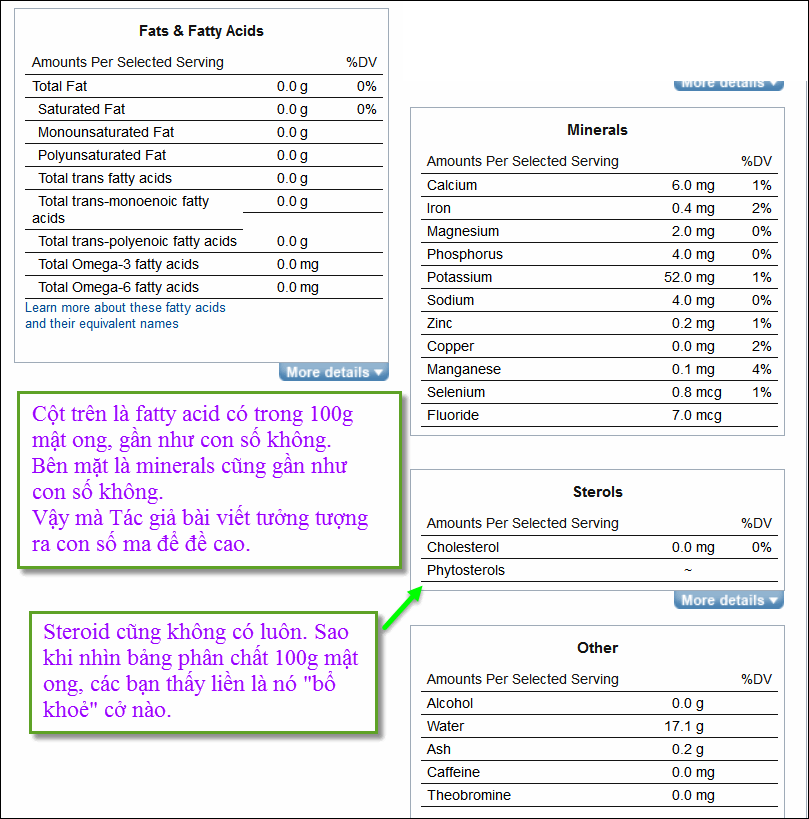 Fats & Fatty Acids
Amounts Per Selected Serving %DV
Total Fat 0.0 g 0%
Saturated Fat 0.0 g 0%
Monounsaturated Fat 0.0 g
Polyunsaturated Fat 0.0 g
Total trans fatty acids 0.0 g
Total trans-monoenoic fatty 0.0 g
acids
Total trans-polyenoic fatty acids 0.0 g
Total Omega-3 fatty acids 0.0 mg
Total Omega-6 fatty acids 0.0 mg
Learn more about these fatty acids
and their equivalent names
More details
Cột trên là fatty acid có trong 100g
mật ong, gần như con số không.
Bên mặt là minerals cũng gần như
con số không.
Vậy mà Tác giả bài viết tưởng tượng
ra con số ma để đề cao.
Steroid cũng không có luôn. Sao
khi nhìn bảng phân chất 100g mật
ong, các bạn thấy liền là nó "bổ
khoẻ" cở nào.
More details
Minerals
Amounts Per Selected Serving %DV
Calcium 6.0 mg 1%
Iron 0.4 mg 2%
Magnesium 2.0 mg 0%
Phosphorus 4.0 mg 0%
Potassium 52.0 mg 1%
Sodium 4.0 mg 0%
Zinc 0.2 mg 1%
Copper 0.0 mg 2%
Manganese 0.1 mg 4%
Selenium 0.8 mcg 1%
Fluoride 7.0 mcg
Sterols
Amounts Per Selected Serving %DV
Cholesterol 0.0 mg 0%
Phytosterols ~
More details
Other
Amounts Per Selected Serving %DV
Alcohol 0.0 g
Water 17.1 g
Ash 0.2 g
Caffeine 0.0 mg
Theobromine 0.0 mg